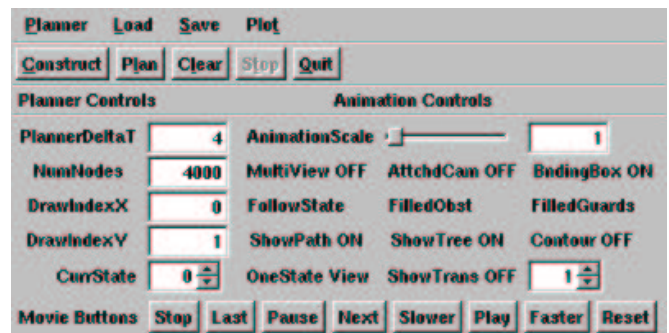 Planner Load Save Plot
Construct Plan Clear Stop Quit
Planner Controls Animation Controls
PlannerDeltaT 4 AnimationScale 1
NumNodes 4000 MultiView OFF AttchdCam OFF BndingBox ON
DrawIndexX 0 FollowState FilledObst FilledGuards
DrawIndexY 1 ShowPath ON ShowTree ON Contour OFF
CurrState 0 OneState View ShowTrans OFF 1
Movie Buttons Stop Last Pause Next Slower Play Faster Reset